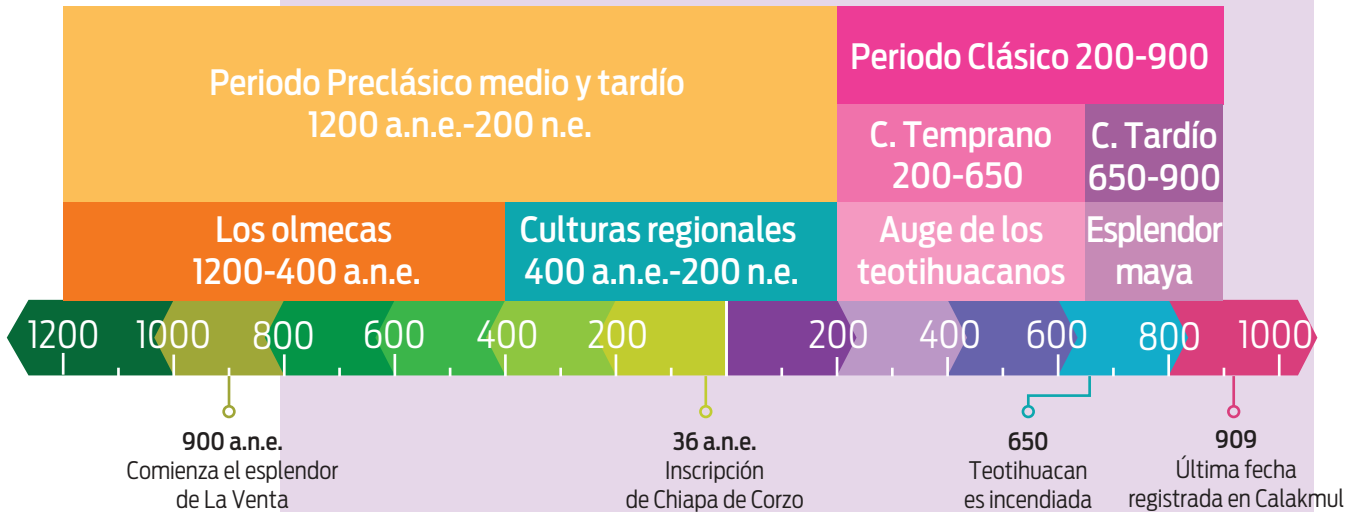 Periodo Preclásico medio y tardío
1200 a.n.e.-200 n.e.
Periodo Clásico 200-900
C. Temprano
200-650
C. Tardío
650-900
Los olmecas
1200-400 a.n.e.
Culturas regionales
400 a.n.e.-200 n.e.
Auge de los
teotihuacanos
Esplendor
maya
1200 1000 800 600 400 200 200 400 600 800 1000
900 a.n.e.
Comienza el esplendor
de La Venta
36 a.n.e.
Inscripción
de Chiapa de Corzo
650
Teotihuacan
es incendiada
909
Última fecha
registrada en Calakmul